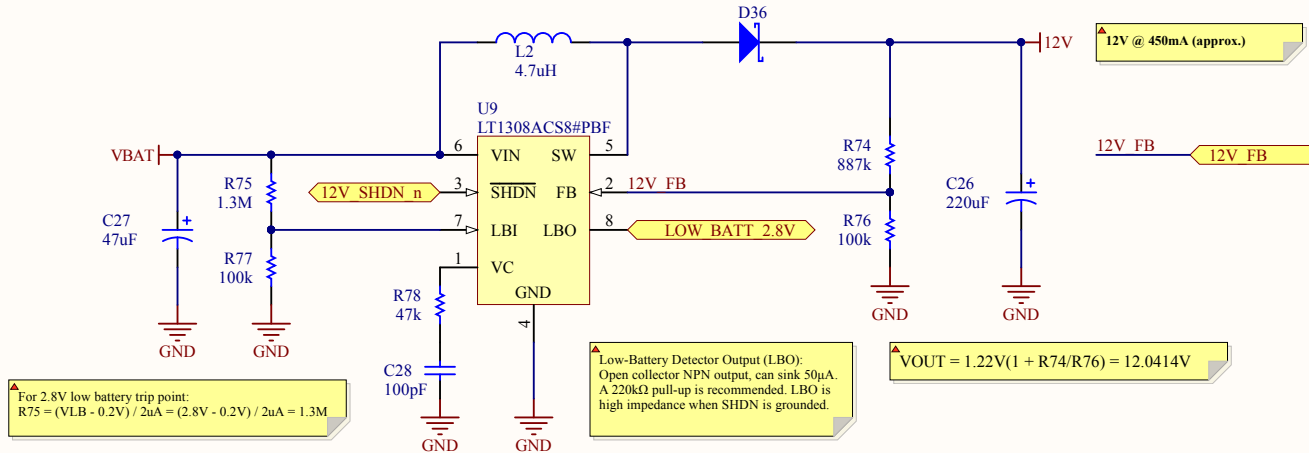 D36
L2
4.7uH
12V
12V @ 450mA (approx.)
U9
LT1308ACS8#PBF
VBAT
6
VIN
SW
5
R74
887k
12V_FB
12V_FB
R75
1.3M
12V_SHDN_n
3
SHDN
FB
2
12V_FB
C26
220uF
C27
47uF
7
LBI
LBO
8
LOW_BATT_2.8V
R76
100k
R77
100k
1
VC
GND
4
R78
47k
GND
GND
GND
GND
C28
100pF
GND
GND
Low-Battery Detector Output (LBO):
Open collector NPN output, can sink 50µA.
A 220kΩ pull-up is recommended. LBO is
high impedance when SHDN is grounded.
VOUT = 1.22V(1 + R74/R76) = 12.0414V
For 2.8V low battery trip point:
R75 = (VLB - 0.2V) / 2uA = (2.8V - 0.2V) / 2uA = 1.3M